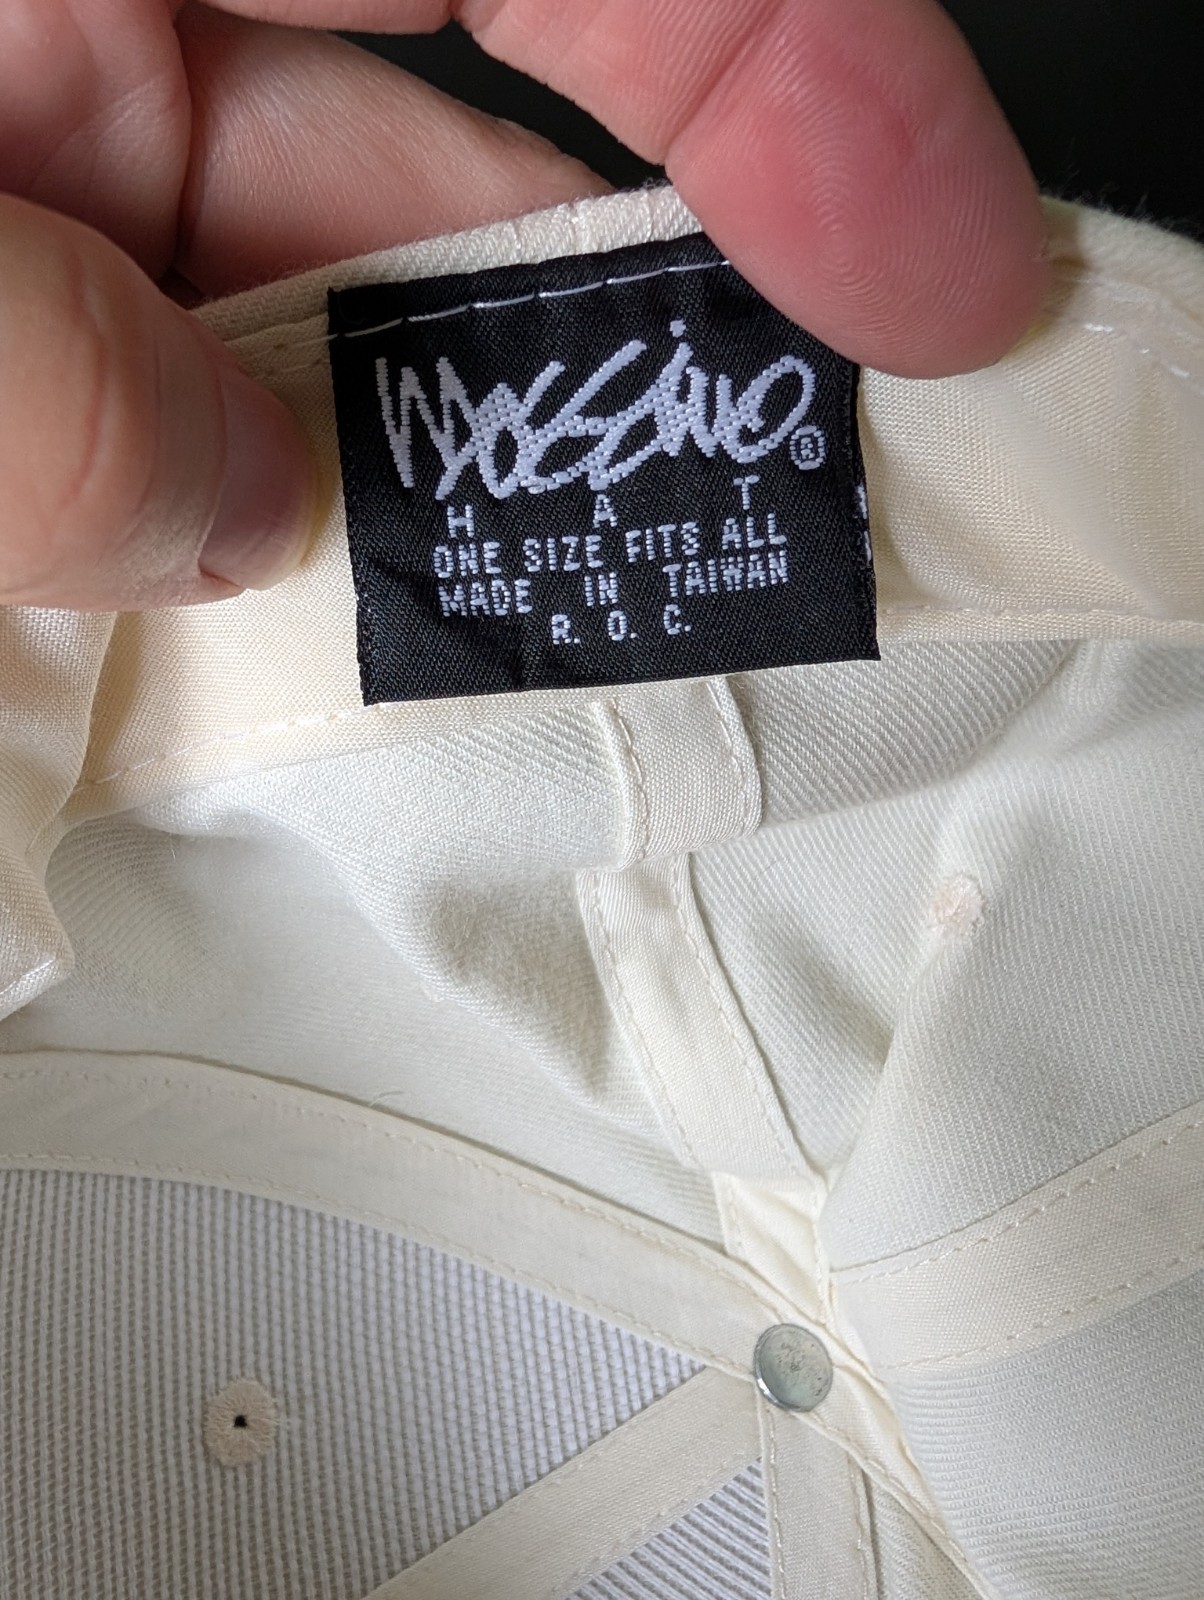 Mossimo®
H A T
ONE SIZE FITS ALL
MADE IN TAIWAN
R. O. C.